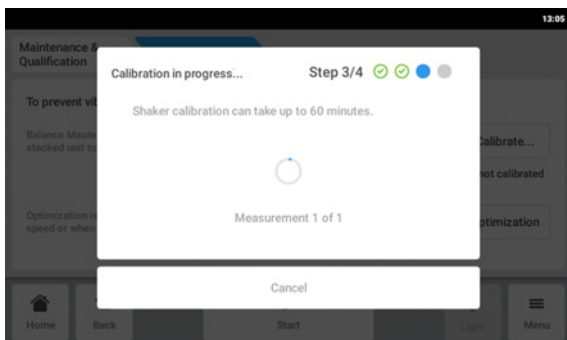 13:05
Maintenance &
Qualification
Calibration in progress...
Step 3/4
To prevent vib
Shaker calibration can take up to 60 minutes.
Balance Maste
stacked unit to
Calibrate...
not calibrated
Measurement 1 of 1
Optimization is
speed or when
ptimization
Cancel
Home
Back
Start
Light
Menu